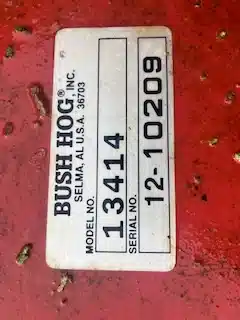 BUSH HOG®, INC.
SELMA, AL U.S.A. 36703
MODEL NO.
13414
SERIAL NO.
12-10209